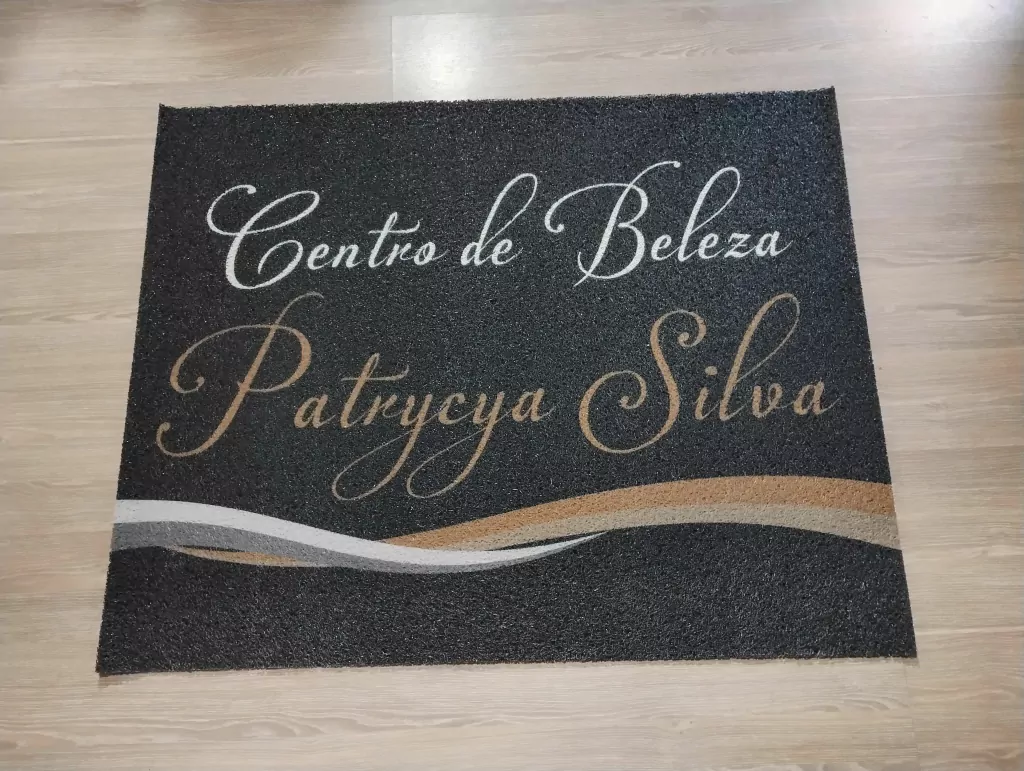 Centro de Beleza
Patrycya Silva